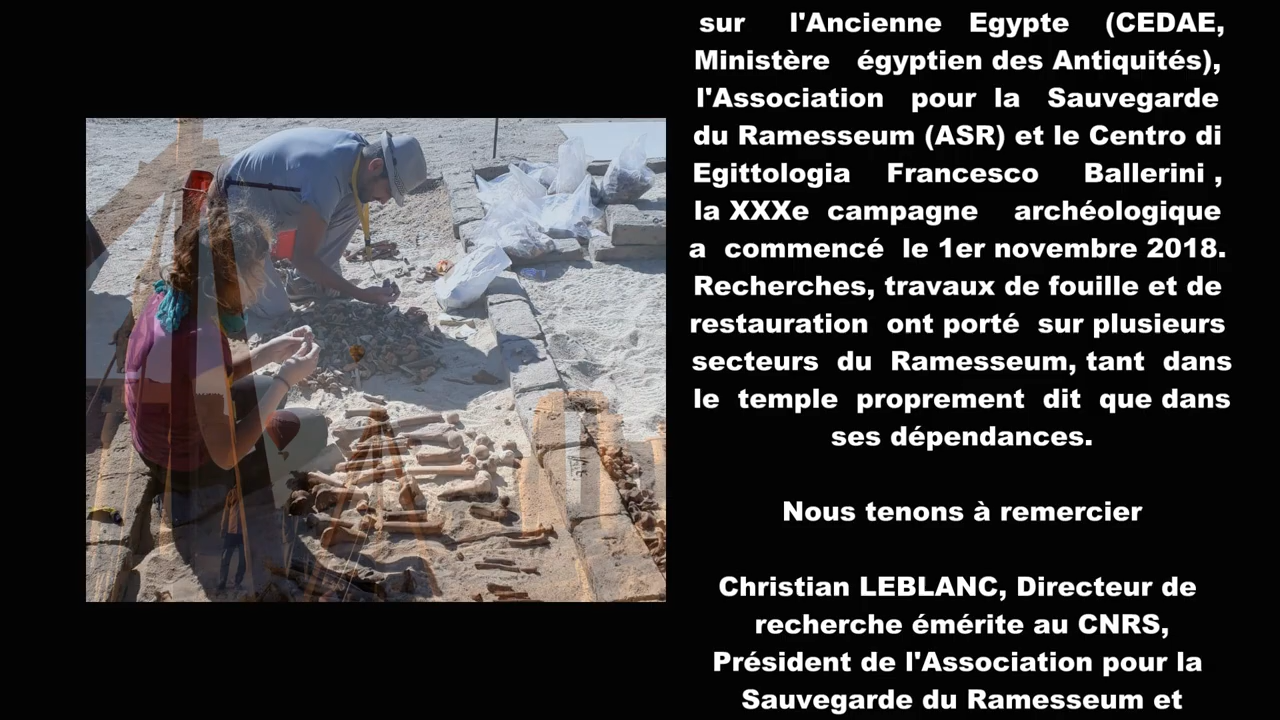 sur l'Ancienne Egypte (CEDAE,
Ministère égyptien des Antiquités),
l'Association pour la Sauvegarde
du Ramesseum (ASR) et le Centro di
Egittologia Francesco Ballerini ,
la XXXe campagne archéologique
a commencé le 1er novembre 2018.
Recherches, travaux de fouille et de
restauration ont porté sur plusieurs
secteurs du Ramesseum, tant dans
le temple proprement dit que dans
ses dépendances.
Nous tenons à remercier
Christian LEBLANC, Directeur de
recherche émérite au CNRS,
Président de l'Association pour la
Sauvegarde du Ramesseum et